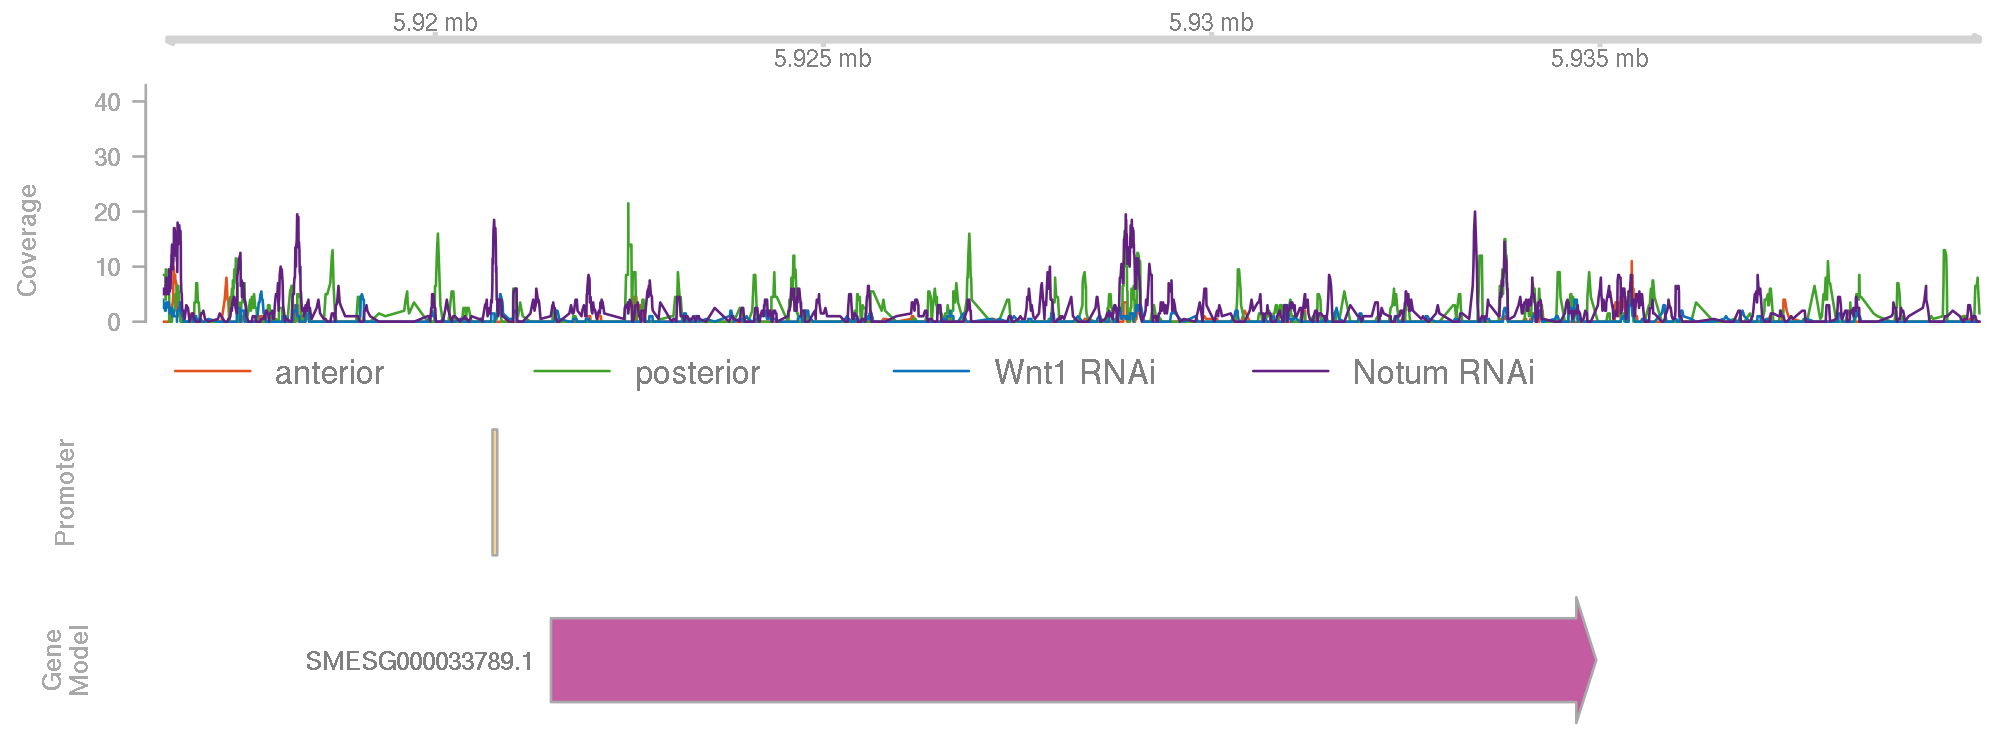 5.92 mb
5.93 mb
5.925 mb
5.935 mb
Coverage
40
30
20
10
0
anterior
posterior
Wnt1 RNAi
Notum RNAi
Promoter
Gene
Model
SMESG000033789.1